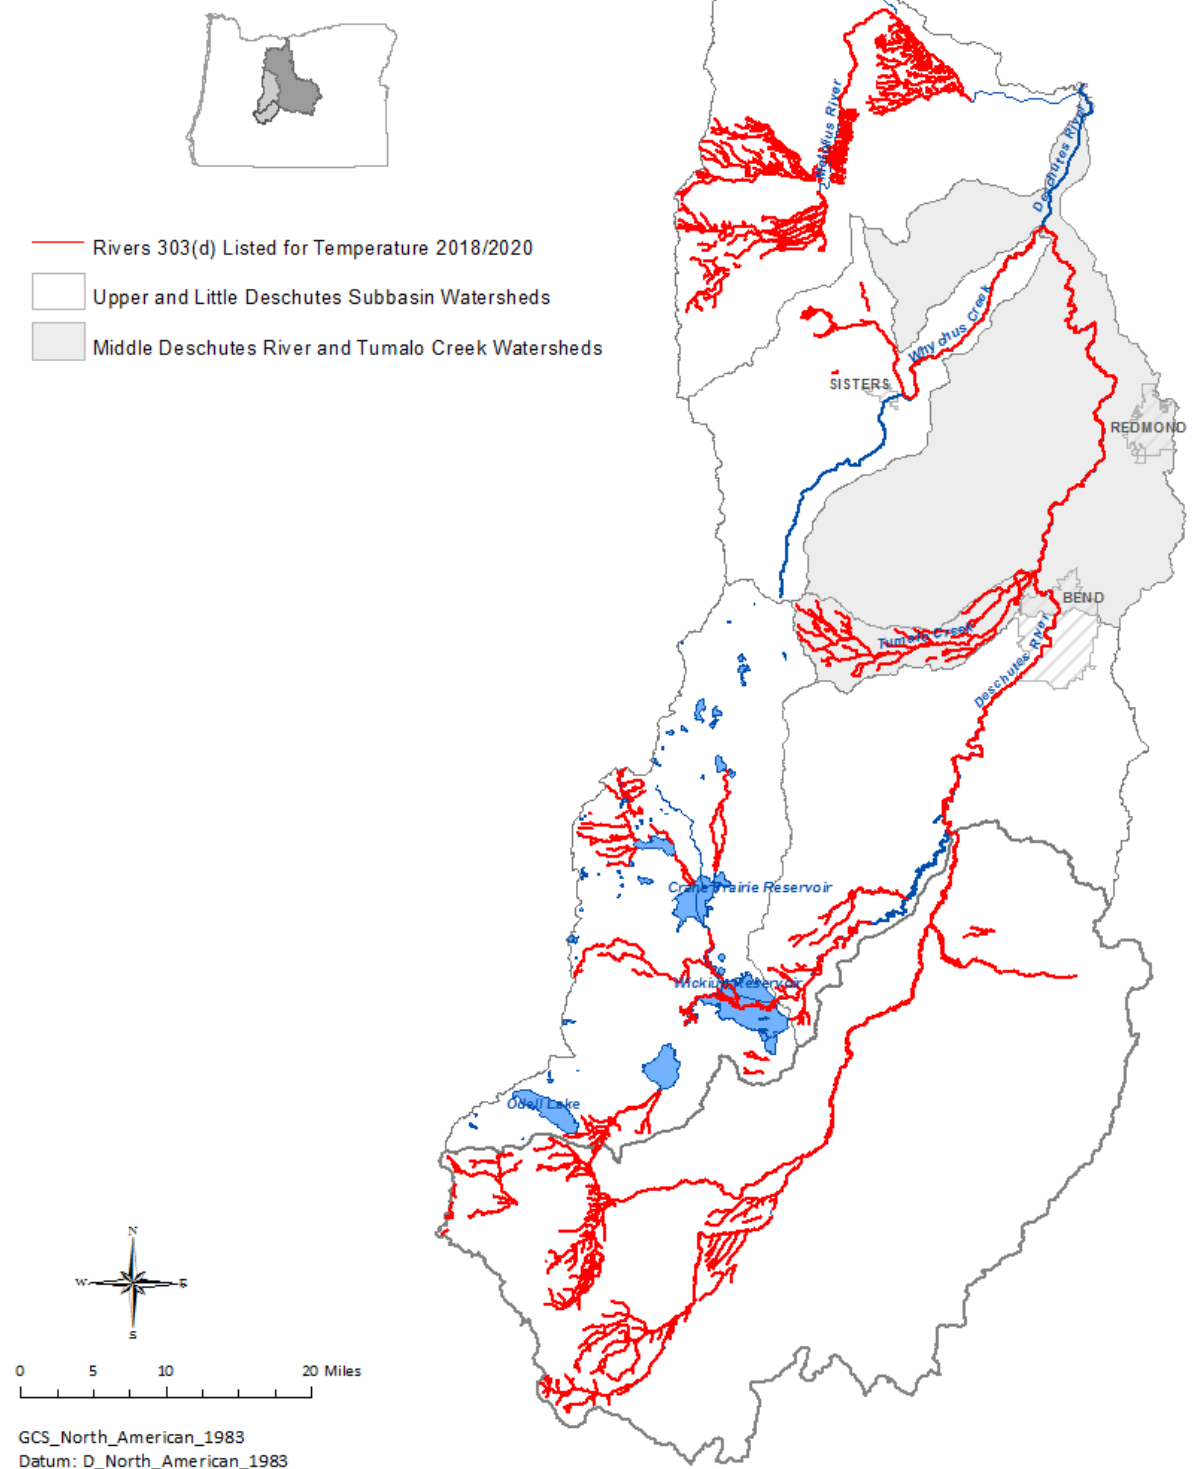 Metolius River
Deschutes River
Rivers 303(d) Listed for Temperature 2018/2020
Upper and Little Deschutes Subbasin Watersheds
Middle Deschutes River and Tumalo Creek Watersheds
Whychus Creek
SISTERS
REDMOND
BEND
Tumalo Creek
Deschutes River
Crane Prairie Reservoir
Wickiup Reservoir
Odell Lake
N
W
E
S
0 5 10 20 Miles
GCS_North_American_1983
Datum: D_North_American_1983